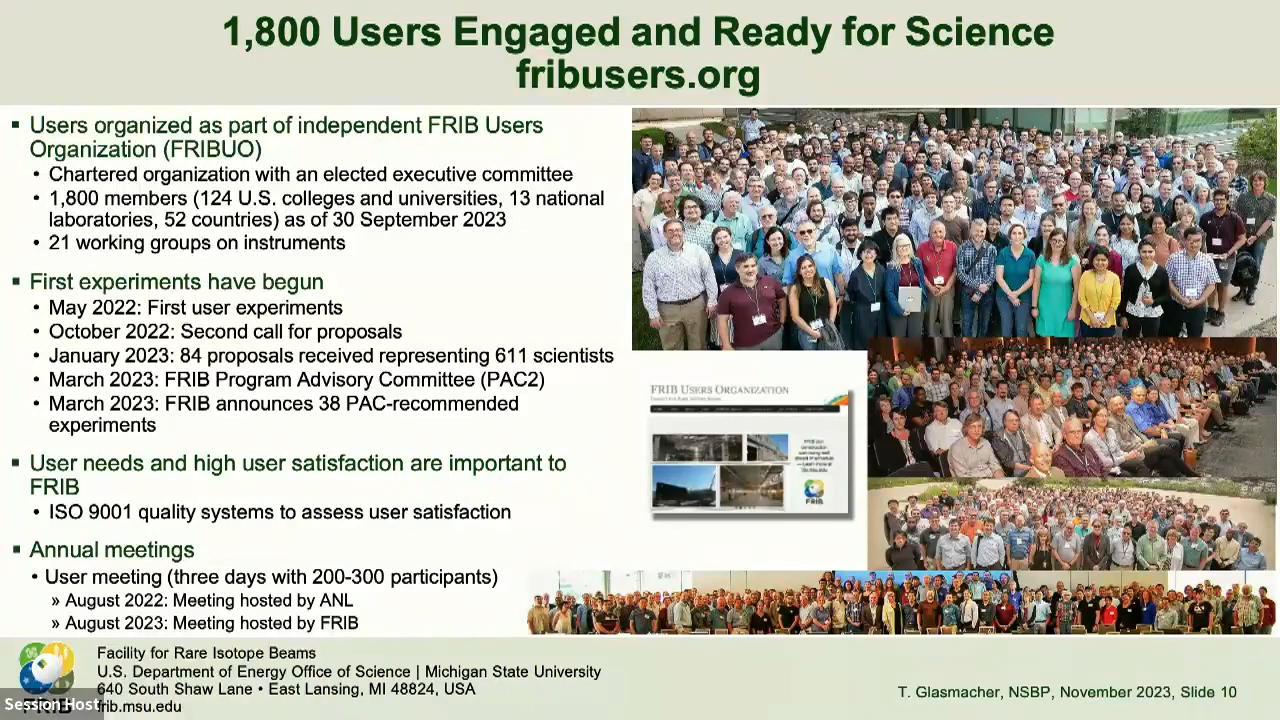 1,800 Users Engaged and Ready for Science
fribusers.org
▪ Users organized as part of independent FRIB Users
Organization (FRIBUO)
• Chartered organization with an elected executive committee
• 1,800 members (124 U.S. colleges and universities, 13 national
laboratories, 52 countries) as of 30 September 2023
• 21 working groups on instruments
▪ First experiments have begun
• May 2022: First user experiments
• October 2022: Second call for proposals
• January 2023: 84 proposals received representing 611 scientists
• March 2023: FRIB Program Advisory Committee (PAC2)
• March 2023: FRIB announces 38 PAC-recommended
experiments
▪ User needs and high user satisfaction are important to
FRIB
• ISO 9001 quality systems to assess user satisfaction
▪ Annual meetings
• User meeting (three days with 200-300 participants)
» August 2022: Meeting hosted by ANL
» August 2023: Meeting hosted by FRIB
FRIB USERS ORGANIZATION
FRIB
Facility for Rare Isotope Beams
U.S. Department of Energy Office of Science | Michigan State University
640 South Shaw Lane • East Lansing, MI 48824, USA
frib.msu.edu
FRIB
Session Host
T. Glasmacher, NSBP, November 2023, Slide 10